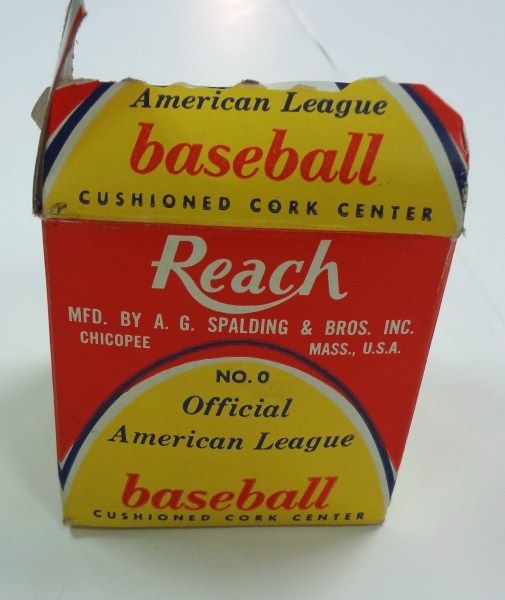 American League
baseball
CUSHIONED CORK CENTER
Reach
MFD. BY A. G. SPALDING & BROS. INC.
CHICOPEE MASS., U.S.A.
NO. 0
Official
American League
baseball
CUSHIONED CORK CENTER